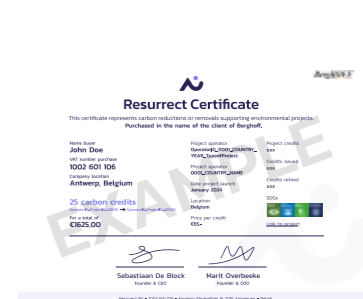 Resurrect Certificate
This certificate represents carbon reductions or removals supporting environmental projects.
Purchased in the name of the client of Berghoff.
Name buyer
John Doe
VAT number purchase
1002 601 106
Company location
Antwerp, Belgium
25 carbon credits
For a total of
€1625,00
Project operator
YEAR_TypeofProject
Project operator
Date project launch
January 2024
Location
Belgium
Price per credit
€65,-
Project credits
xxx
Credits issued
xxx
Credits retired
xxx
SDGs
Link to project
EXAMPLE
Sebastiaan De Block
Founder & CEO
Marit Overbeeke
Founder & COO